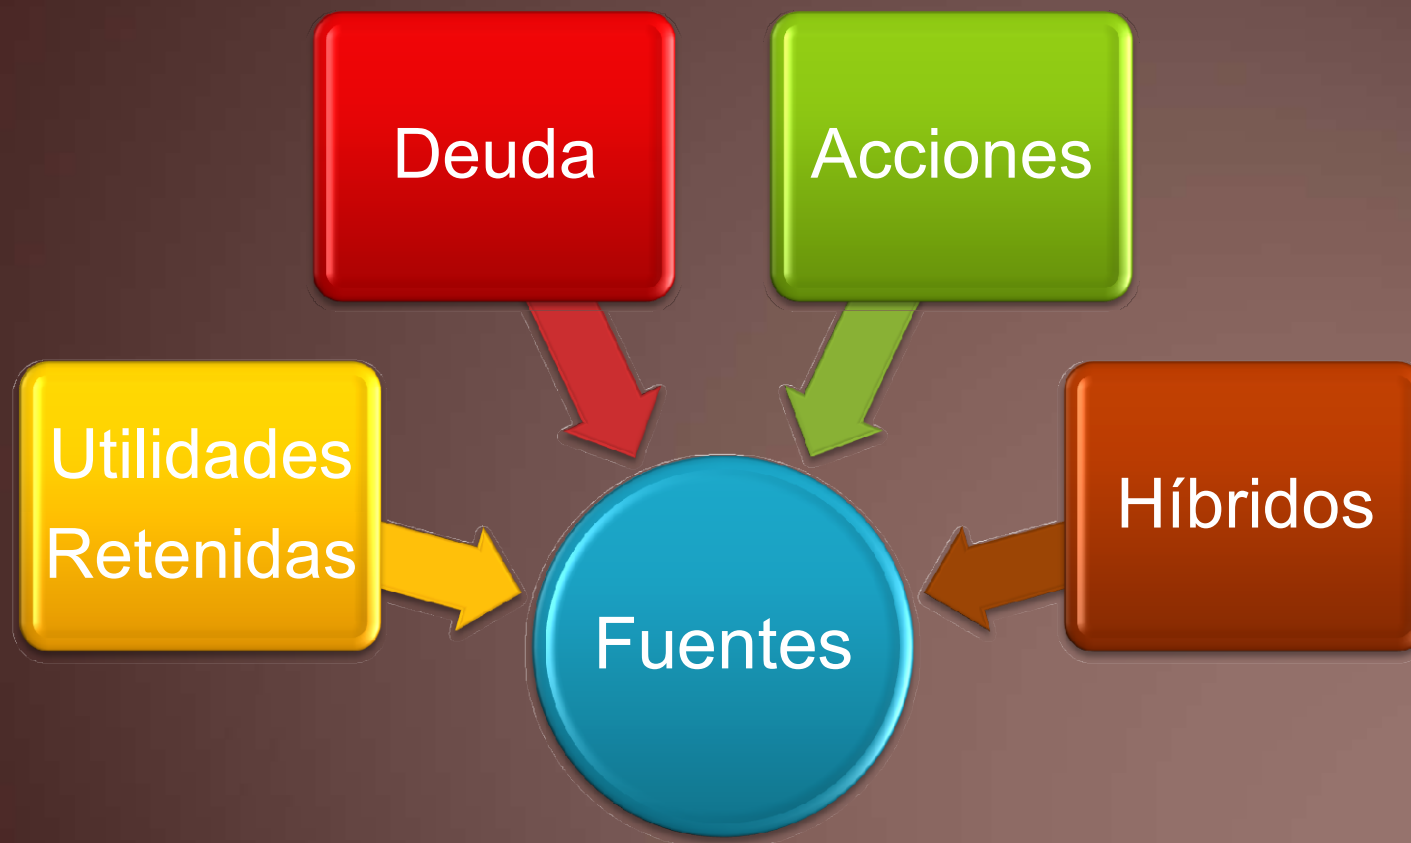 Deuda
Acciones
Utilidades
Retenidas
Híbridos
Fuentes